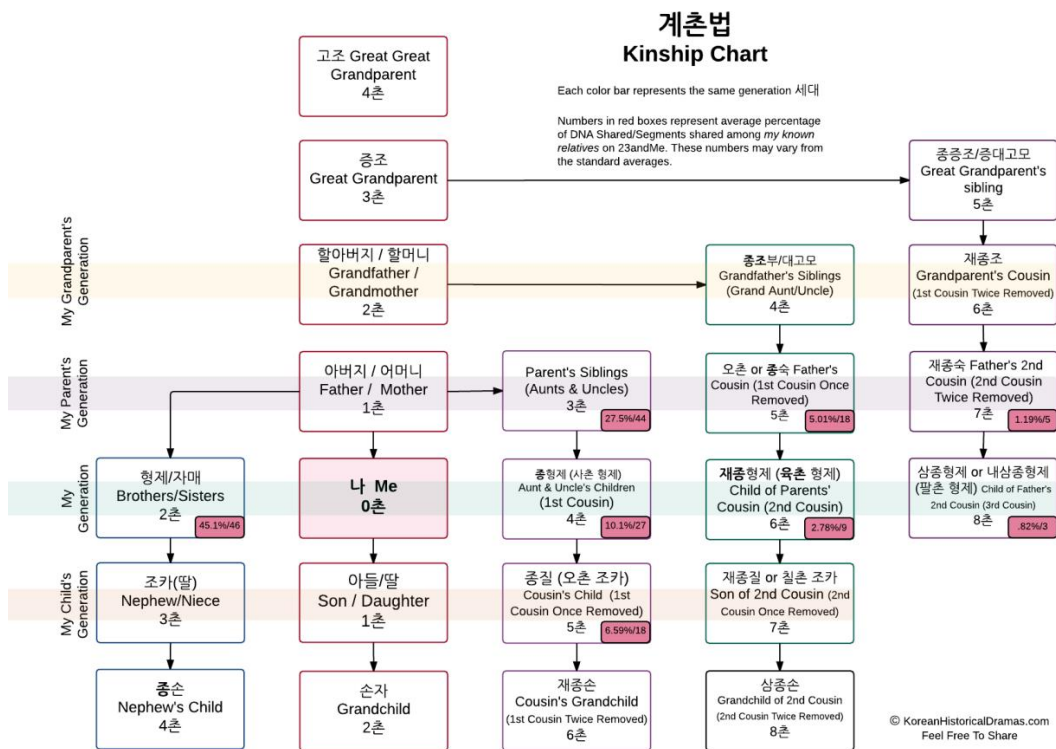 계촌법
Kinship Chart
Each color bar represents the same generation 세대
Numbers in red boxes represent average percentage
of DNA Shared/Segments shared among my known
relatives on 23andMe. These numbers may vary from
the standard averages.
고조 Great Great
Grandparent
4촌
증조
Great Grandparent
3촌
종증조/증대고모
Great Grandparent's
sibling
5촌
My Grandparent's
Generation
할아버지 / 할머니
Grandfather /
Grandmother
2촌
종조부/대고모
Grandfather's Siblings
(Grand Aunt/Uncle)
4촌
재종조
Grandparent's Cousin
(1st Cousin Twice Removed)
6촌
My Parent's
Generation
아버지 / 어머니
Father / Mother
1촌
Parent's Siblings
(Aunts & Uncles)
3촌
27.5%/44
오촌 or 종숙 Father's
Cousin (1st Cousin Once
Removed)
5촌
5.01%/18
재종숙 Father's 2nd
Cousin (2nd Cousin
Twice Removed)
7촌
1.19%/5
My
Generation
형제/자매
Brothers/Sisters
2촌
45.1%/46
나 Me
0촌
종형제 (사촌 형제)
Aunt & Uncle's Children
(1st Cousin)
4촌
10.1%/27
재종형제 (육촌 형제)
Child of Parents'
Cousin (2nd Cousin)
6촌
2.78%/9
삼종형제 or 내삼종형제
(팔촌 형제) Child of Father's
2nd Cousin (3rd Cousin)
8촌
.82%/3
My Child's
Generation
조카(딸)
Nephew/Niece
3촌
아들/딸
Son / Daughter
1촌
종질 (오촌 조카)
Cousin's Child (1st
Cousin Once Removed)
5촌
6.59%/18
재종질 or 칠촌 조카
Son of 2nd Cousin (2nd
Cousin Once Removed)
7촌
종손
Nephew's Child
4촌
손자
Grandchild
2촌
재종손
Cousin's Grandchild
(1st Cousin Twice Removed)
6촌
삼종손
Grandchild of 2nd Cousin
(2nd Cousin Twice Removed)
8촌
© KoreanHistoricalDramas.com
Feel Free To Share